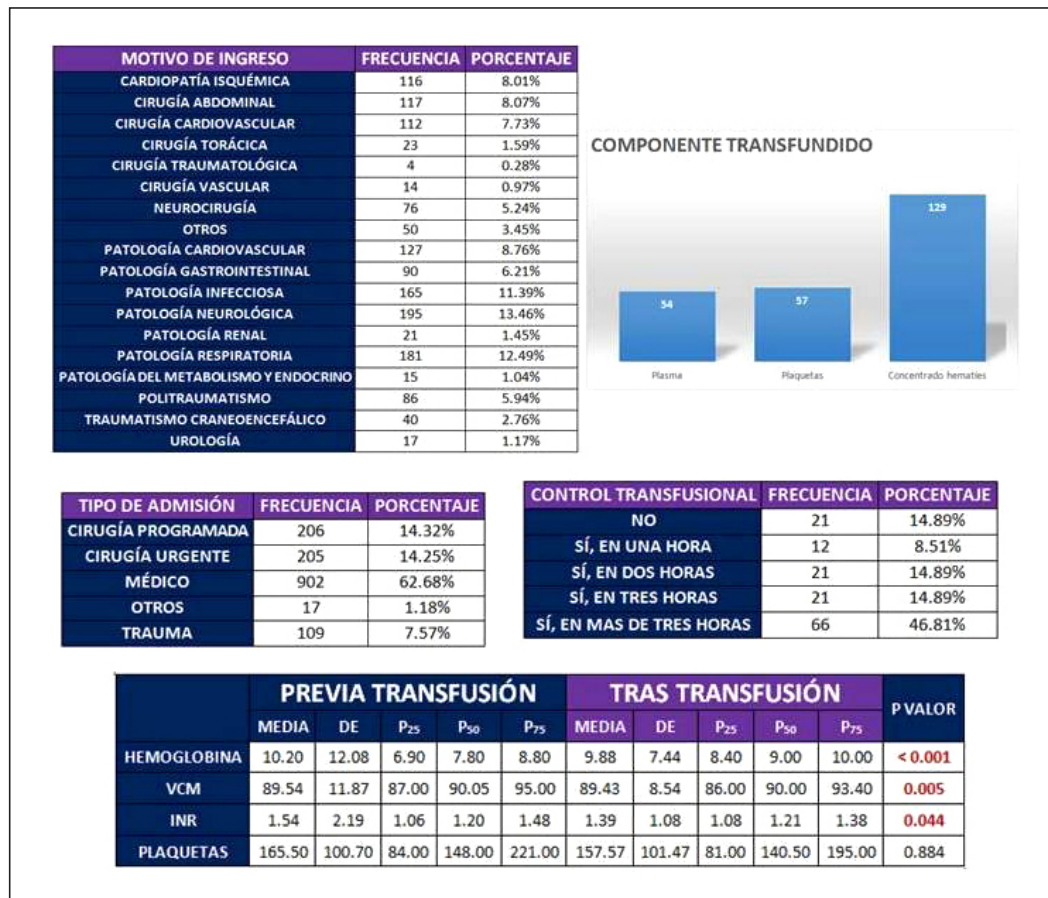 MOTIVO DE INGRESO FRECUENCIA PORCENTAJE
CARDIOPATÍA ISQUÉMICA 116 8.01%
CIRUGÍA ABDOMINAL 117 8.07%
CIRUGÍA CARDIOVASCULAR 112 7.73%
CIRUGÍA TORÁCICA 23 1.59%
CIRUGÍA TRAUMATOLÓGICA 4 0.28%
CIRUGÍA VASCULAR 14 0.97%
NEUROCIRUGÍA 76 5.24%
OTROS 50 3.45%
PATOLOGÍA CARDIOVASCULAR 127 8.76%
PATOLOGÍA GASTROINTESTINAL 90 6.21%
PATOLOGÍA INFECCIOSA 165 11.39%
PATOLOGÍA NEUROLÓGICA 195 13.46%
PATOLOGÍA RENAL 21 1.45%
PATOLOGÍA RESPIRATORIA 181 12.49%
PATOLOGÍA DEL METABOLISMO Y ENDOCRINO 15 1.04%
POLITRAUMATISMO 86 5.94%
TRAUMATISMO CRANEOENCEFÁLICO 40 2.76%
UROLOGÍA 17 1.17%
COMPONENTE TRANSFUNDIDO
54 57 129
Plasma Plaquetas Concentrado hematíes
TIPO DE ADMISIÓN FRECUENCIA PORCENTAJE
CIRUGÍA PROGRAMADA 206 14.32%
CIRUGÍA URGENTE 205 14.25%
MÉDICO 902 62.68%
OTROS 17 1.18%
TRAUMA 109 7.57%
CONTROL TRANSFUSIONAL FRECUENCIA PORCENTAJE
NO 21 14.89%
SÍ, EN UNA HORA 12 8.51%
SÍ, EN DOS HORAS 21 14.89%
SÍ, EN TRES HORAS 21 14.89%
SÍ, EN MAS DE TRES HORAS 66 46.81%
PREVIA TRANSFUSIÓN TRAS TRANSFUSIÓN P VALOR
MEDIA DE P25 P50 P75 MEDIA DE P25 P50 P75
HEMOGLOBINA 10.20 12.08 6.90 7.80 8.80 9.88 7.44 8.40 9.00 10.00 < 0.001
VCM 89.54 11.87 87.00 90.05 95.00 89.43 8.54 86.00 90.00 93.40 0.005
INR 1.54 2.19 1.06 1.20 1.48 1.39 1.08 1.08 1.21 1.38 0.044
PLAQUETAS 165.50 100.70 84.00 148.00 221.00 157.57 101.47 81.00 140.50 195.00 0.884